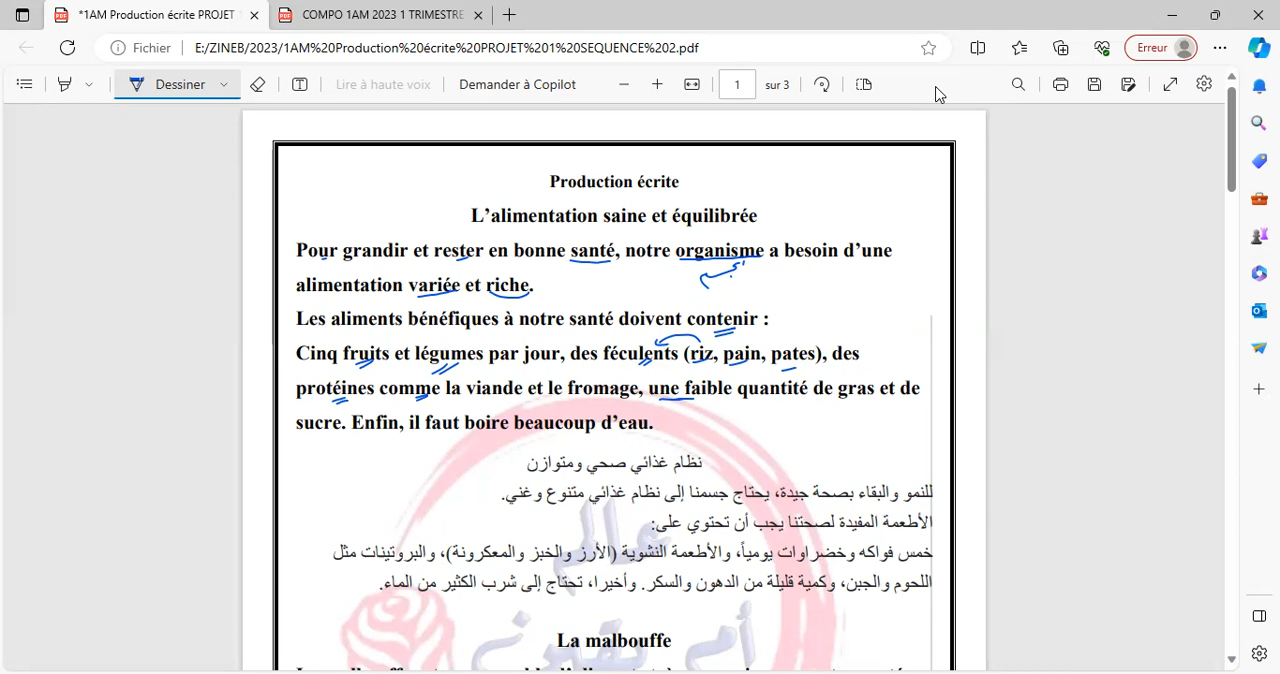 *1AM Production écrite PROJET
COMPO 1AM 2023 1 TRIMESTRE
Fichier
E:/ZINEB/2023/1AM%20Production%20écrite%20PROJET%201%20SEQUENCE%202.pdf
Erreur
Dessiner
Lire à haute voix
Demander à Copilot
1
sur 3
Production écrite
L’alimentation saine et équilibrée
Pour grandir et rester en bonne santé, notre organisme a besoin d’une
alimentation variée et riche.
Les aliments bénéfiques à notre santé doivent contenir :
Cinq fruits et légumes par jour, des féculents (riz, pain, pates), des
protéines comme la viande et le fromage, une faible quantité de gras et de
sucre. Enfin, il faut boire beaucoup d’eau.
نظام غذائي صحي ومتوازن
للنمو والبقاء بصحة جيدة، يحتاج جسمنا إلى نظام غذائي متنوع وغني.
الأطعمة المفيدة لصحتنا يجب أن تحتوي على:
خمس فواكه وخضراوات يومياً، والأطعمة النشوية (الأرز والخبز والمعكرونة)، والبروتينات مثل
اللحوم والجبن، وكمية قليلة من الدهون والسكر. وأخيرا، تحتاج إلى شرب الكثير من الماء.
عالم
أم يقين
La malbouffe